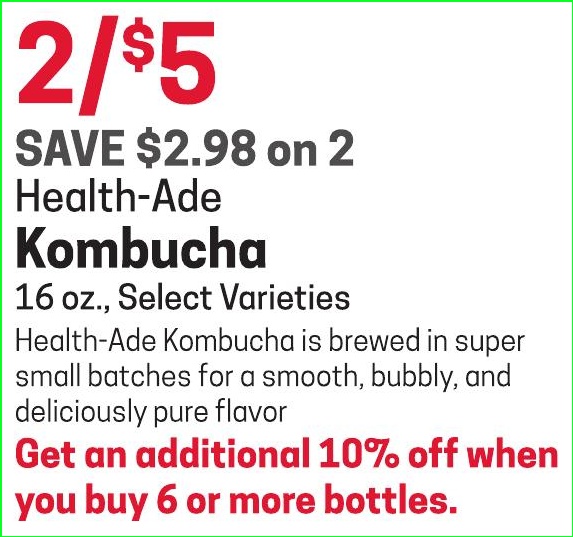 2/$5
SAVE $2.98 on 2
Health-Ade
Kombucha
16 oz., Select Varieties
Health-Ade Kombucha is brewed in super
small batches for a smooth, bubbly, and
deliciously pure flavor
Get an additional 10% off when
you buy 6 or more bottles.